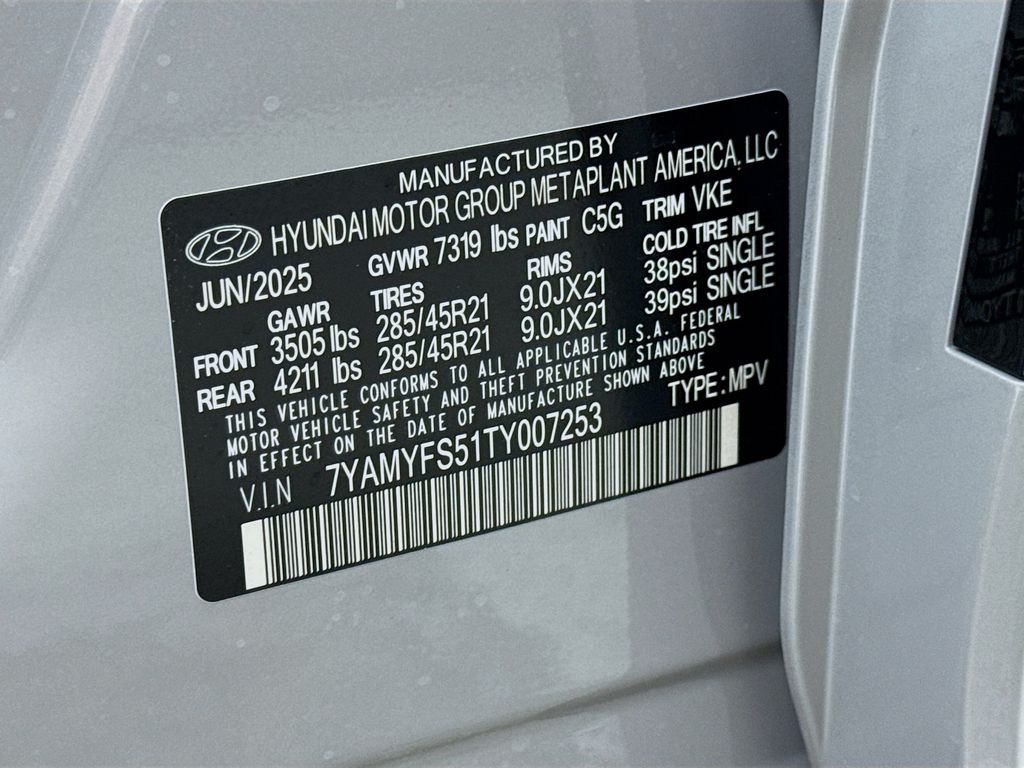 MANUFACTURED BY
HYUNDAI MOTOR GROUP METAPLANT AMERICA, LLC
JUN/2025 GVWR 7319 lbs PAINT C5G TRIM VKE
GAWR TIRES RIMS COLD TIRE INFL
FRONT 3505 lbs 285/45R21 9.0JX21 38psi SINGLE
REAR 4211 lbs 285/45R21 9.0JX21 39psi SINGLE
THIS VEHICLE CONFORMS TO ALL APPLICABLE U.S.A. FEDERAL
MOTOR VEHICLE SAFETY AND THEFT PREVENTION STANDARDS
IN EFFECT ON THE DATE OF MANUFACTURE SHOWN ABOVE
V.I.N 7YAMYFS51TY007253 TYPE:MPV